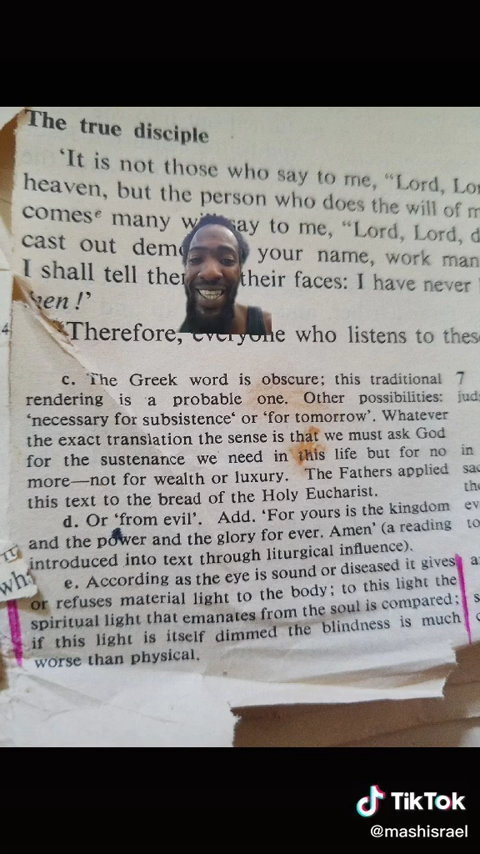 The true disciple
'It is not those who say to me, "Lord,
heaven, but the person who does the will of
comesᵉ many will say to me, "Lord, Lord,
cast out your name, work
I shall tell their faces: I have never
'Therefore, everyone who listens to
4
c. The Greek word is obscure; this traditional
rendering is a probable one. Other possibilities:
'necessary for subsistence' or 'for tomorrow'. Whatever
the exact translation the sense is that we must ask God
for the sustenance we need in this life but for no
more—not for wealth or luxury. The Fathers applied
this text to the bread of the Holy Eucharist.
d. Or 'from evil'. Add. 'For yours is the kingdom
and the power and the glory for ever. Amen' (a reading
introduced into text through liturgical influence).
e. According as the eye is sound or diseased it gives
or refuses material light to the body; to this light the
spiritual light that emanates from the soul is compared;
if this light is itself dimmed the blindness is much
worse than physical.
7
in
TikTok
@mashisrael